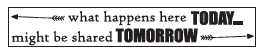 what happens here TODAY...
might be shared TOMORROW